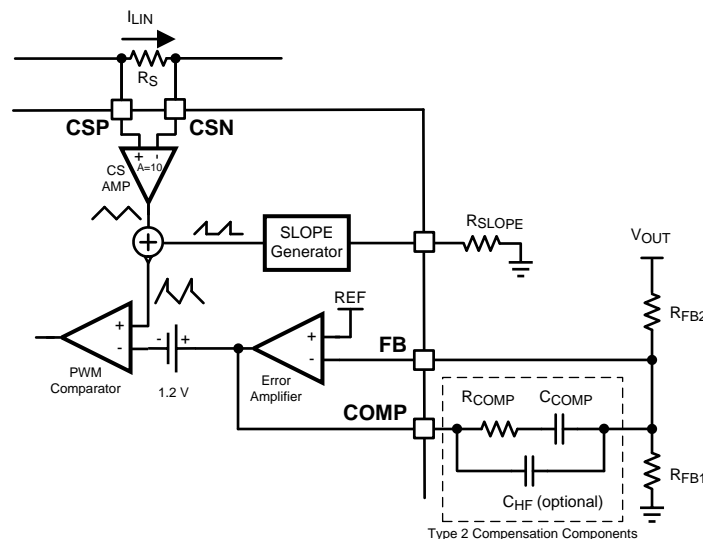 ILIN
RS
CSP
CSN
+ -
A=10
CS
AMP
+
SLOPE
Generator
RSLOPE
VOUT
RFB2
REF
+
-
+
-
- +
FB
PWM
Comparator
1.2 V
Error
Amplifier
COMP
RCOMP
CCOMP
RFB1
CHF (optional)
Type 2 Compensation Components